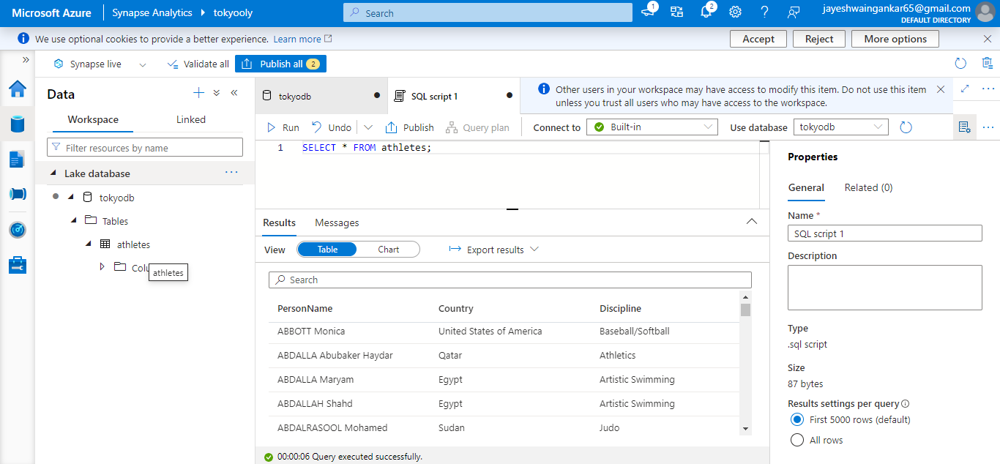 Microsoft Azure Synapse Analytics tokyooly
Search
1
2
jayeshwaingankar65@gmail.com
DEFAULT DIRECTORY
We use optional cookies to provide a better experience. Learn more
Accept
Reject
More options
Synapse live
Validate all
Publish all 2
Data
Workspace
Linked
Filter resources by name
Lake database
tokyodb
Tables
athletes
Colu
athletes
tokyodb
SQL script 1
Other users in your workspace may have access to modify this item. Do not use this item
unless you trust all users who may have access to the workspace.
Run
Undo
Publish
Query plan
Connect to
Built-in
Use database
tokyodb
1 SELECT * FROM athletes;
Results
Messages
View
Table
Chart
Export results
Search
PersonName Country Discipline
ABBOTT Monica United States of America Baseball/Softball
ABDALLA Abubaker Haydar Qatar Athletics
ABDALLA Maryam Egypt Artistic Swimming
ABDALLAH Shahd Egypt Artistic Swimming
ABDALRASOOL Mohamed Sudan Judo
00:00:06 Query executed successfully.
Properties
General
Related (0)
Name *
SQL script 1
Description
Type
.sql script
Size
87 bytes
Results settings per query
First 5000 rows (default)
All rows